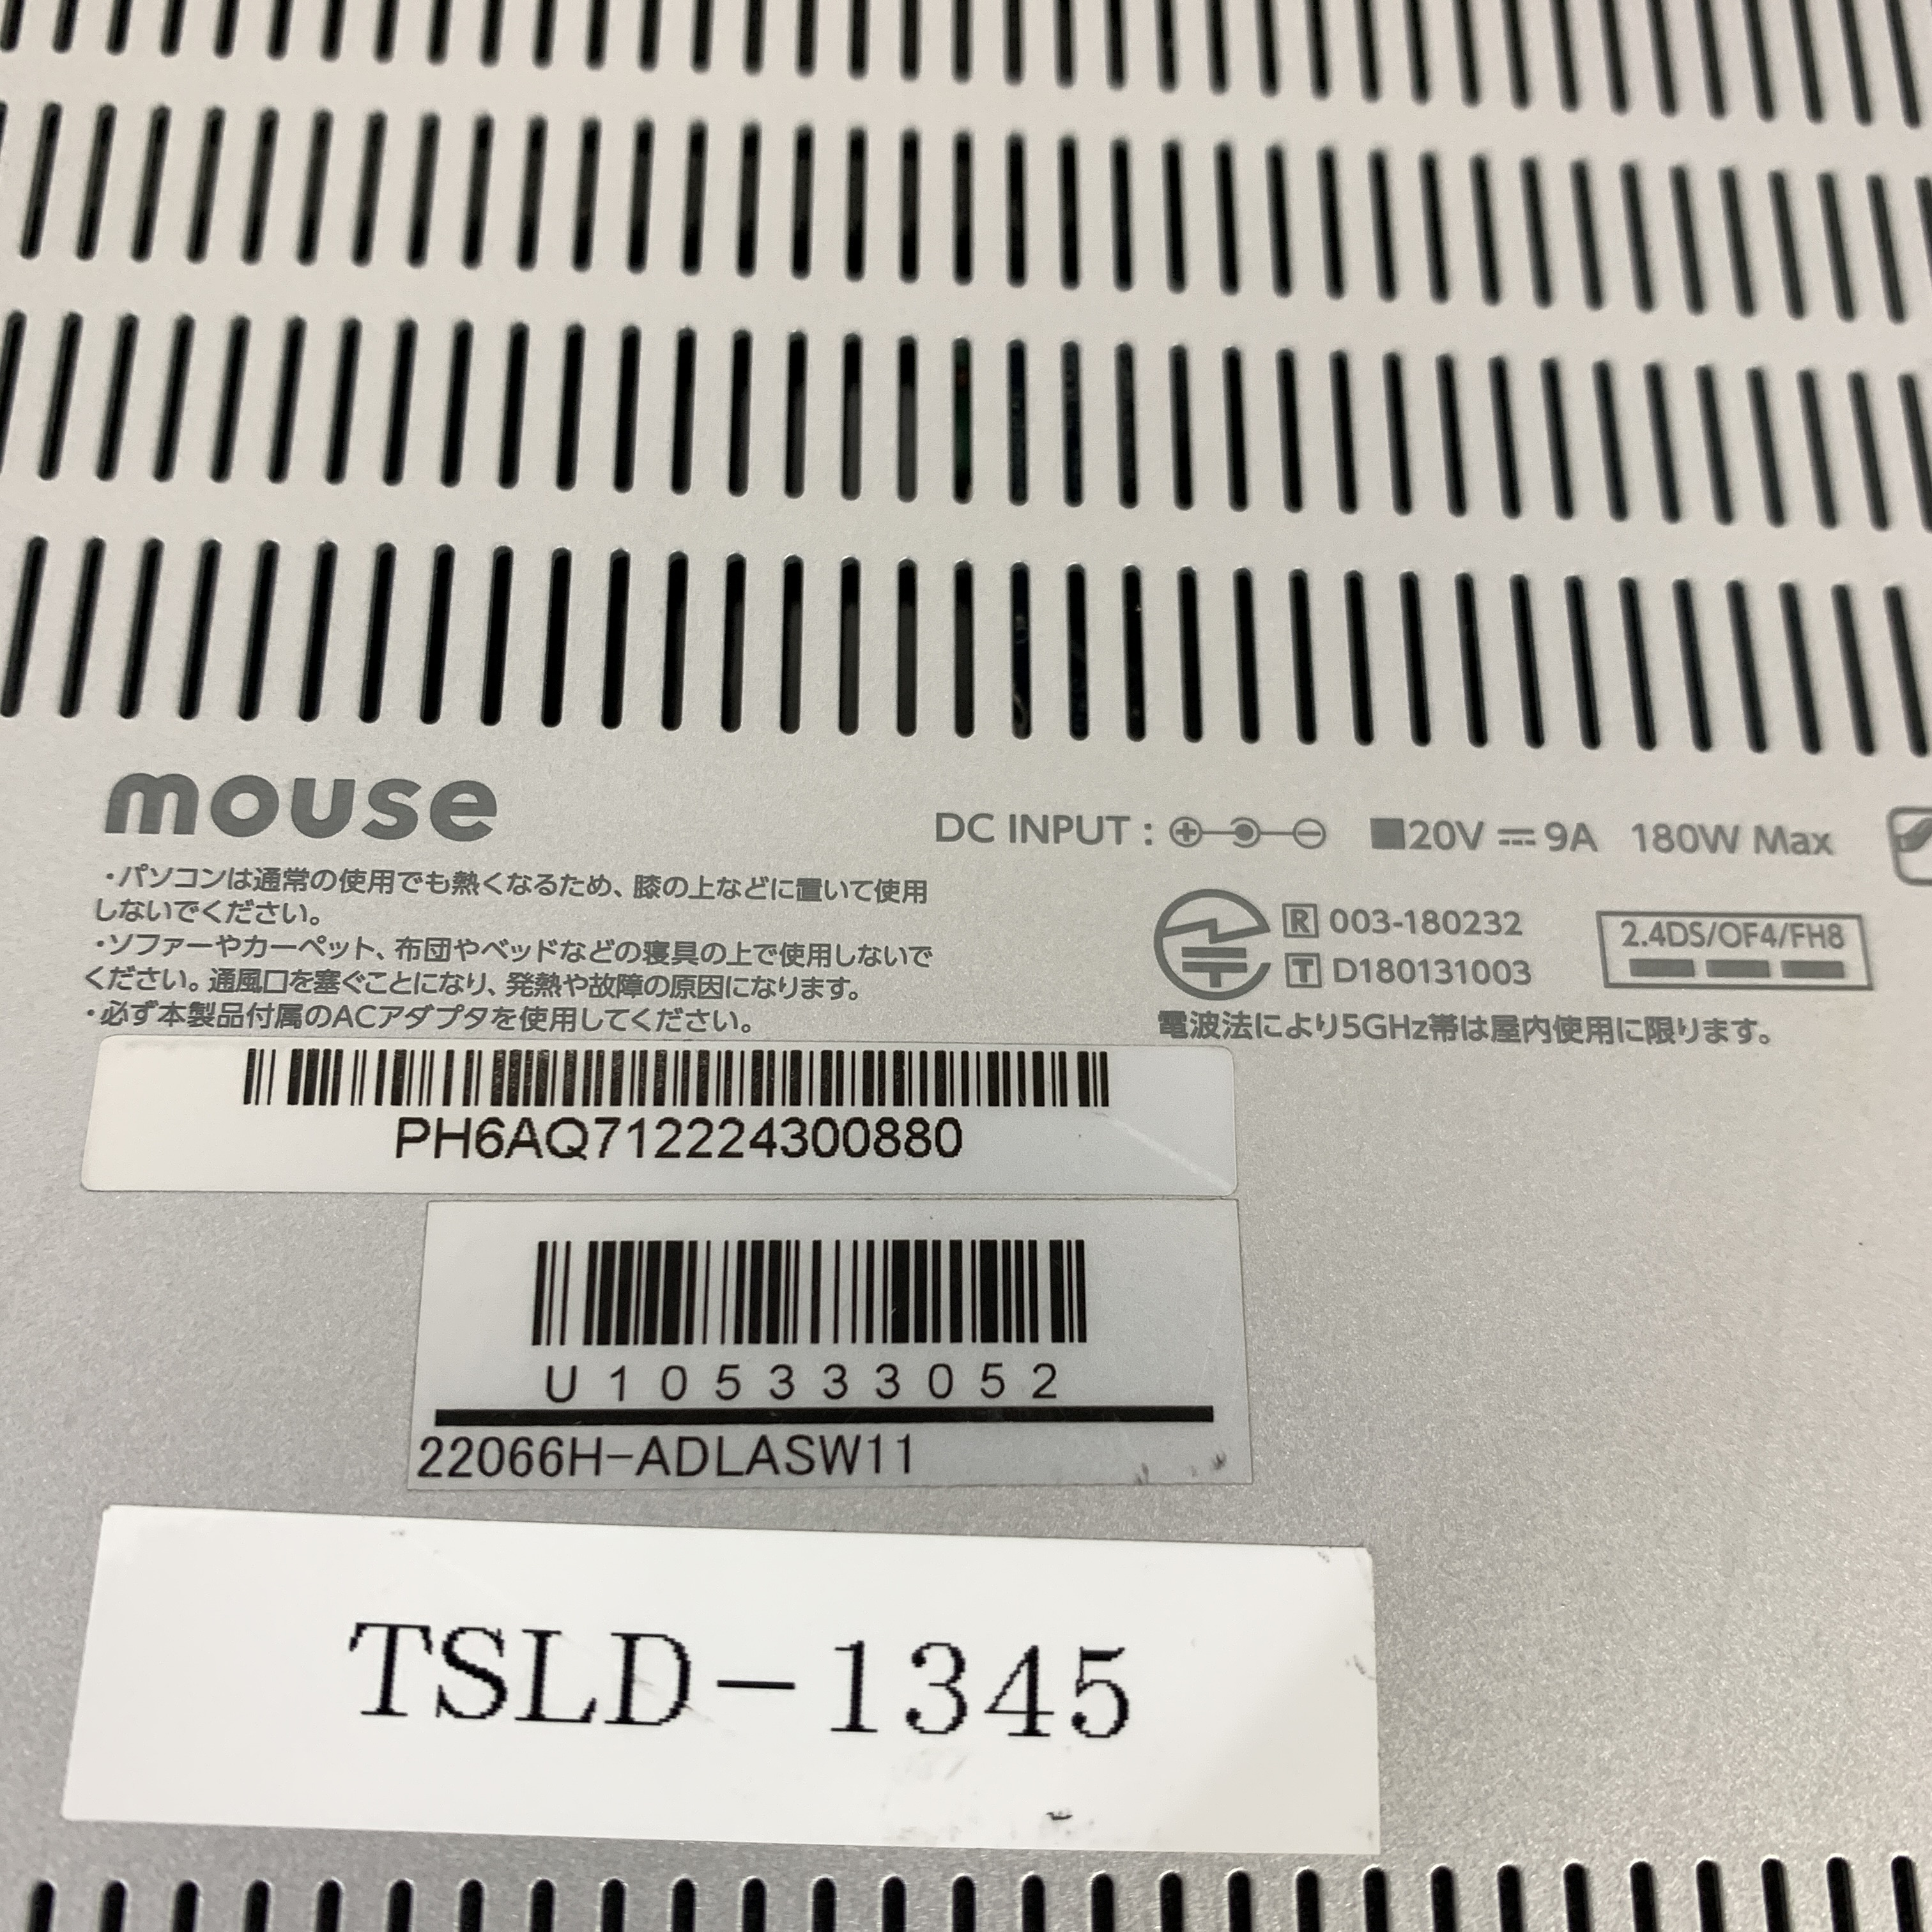 mouse
DC INPUT : ■20V 9A 180W Max
・パソコンは通常の使用でも熱くなるため、膝の上などに置いて使用
しないでください。
・ソファーやカーペット、布団やベッドなどの寝具の上で使用しないで
ください。通風口を塞ぐことになり、発熱や故障の原因になります。
・必ず本製品付属のACアダプタを使用してください。
R 003-180232
T D180131003
2.4DS/OF4/FH8
電波法により5GHz帯は屋内使用に限ります。
PH6AQ712224300880
U105333052
22066H-ADLASW11
TSLD-1345